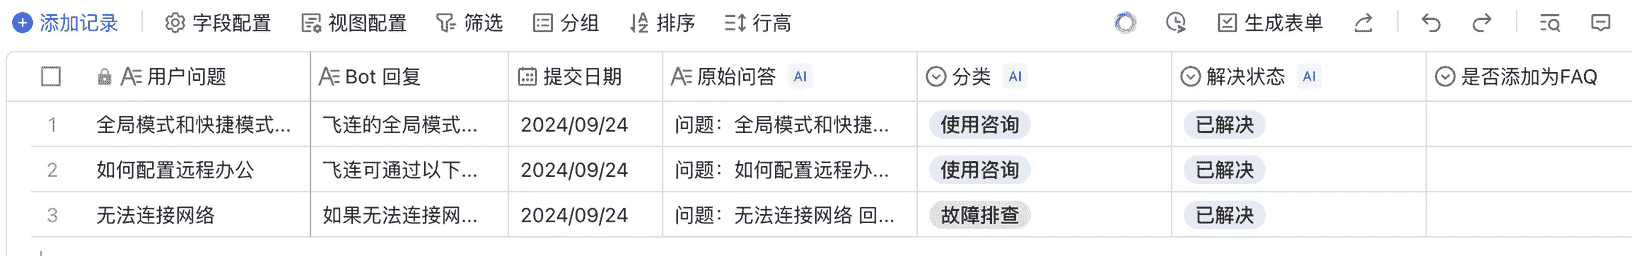 添加记录 字段配置 视图配置 筛选 分组 排序 行高 生成表单
用户问题 Bot 回复 提交日期 原始问答 AI 分类 AI 解决状态 AI 是否添加为FAQ
1 全局模式和快捷模式... 飞连的全局模式... 2024/09/24 问题：全局模式和快捷... 使用咨询 已解决
2 如何配置远程办公 飞连可通过以下... 2024/09/24 问题：如何配置远程办... 使用咨询 已解决
3 无法连接网络 如果无法连接网... 2024/09/24 问题：无法连接网络 回... 故障排查 已解决